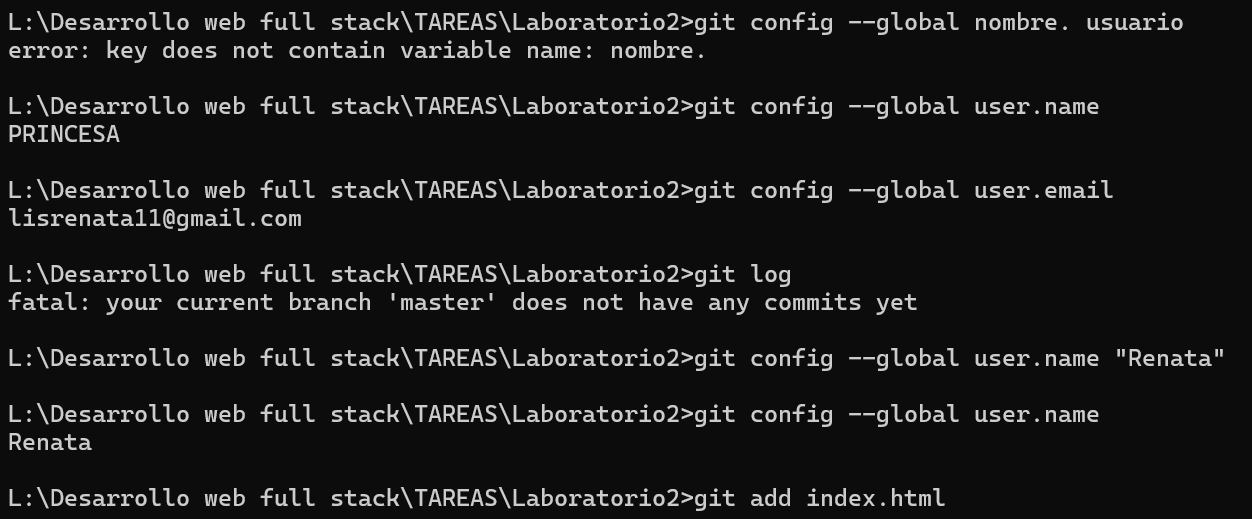 L:\Desarrollo web full stack\TAREAS\Laboratorio2>git config --global nombre. usuario
error: key does not contain variable name: nombre.
L:\Desarrollo web full stack\TAREAS\Laboratorio2>git config --global user.name
PRINCESA
L:\Desarrollo web full stack\TAREAS\Laboratorio2>git config --global user.email
lisrenata11@gmail.com
L:\Desarrollo web full stack\TAREAS\Laboratorio2>git log
fatal: your current branch 'master' does not have any commits yet
L:\Desarrollo web full stack\TAREAS\Laboratorio2>git config --global user.name "Renata"
L:\Desarrollo web full stack\TAREAS\Laboratorio2>git config --global user.name
Renata
L:\Desarrollo web full stack\TAREAS\Laboratorio2>git add index.html